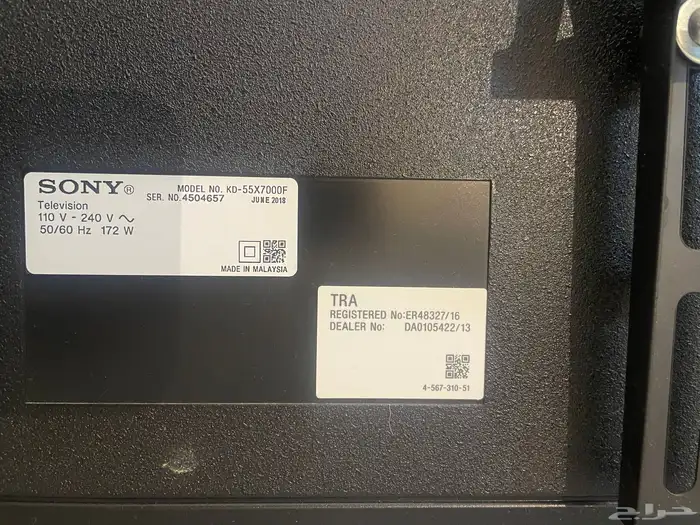 SONY®
MODEL NO. KD-55X7000F
SER. NO.4504657 JUNE 2018
Television
110 V - 240 V ~
50/60 Hz 172 W
MADE IN MALAYSIA
TRA
REGISTERED No:ER48327/16
DEALER No: DA0105422/13
4-567-310-51
حراج